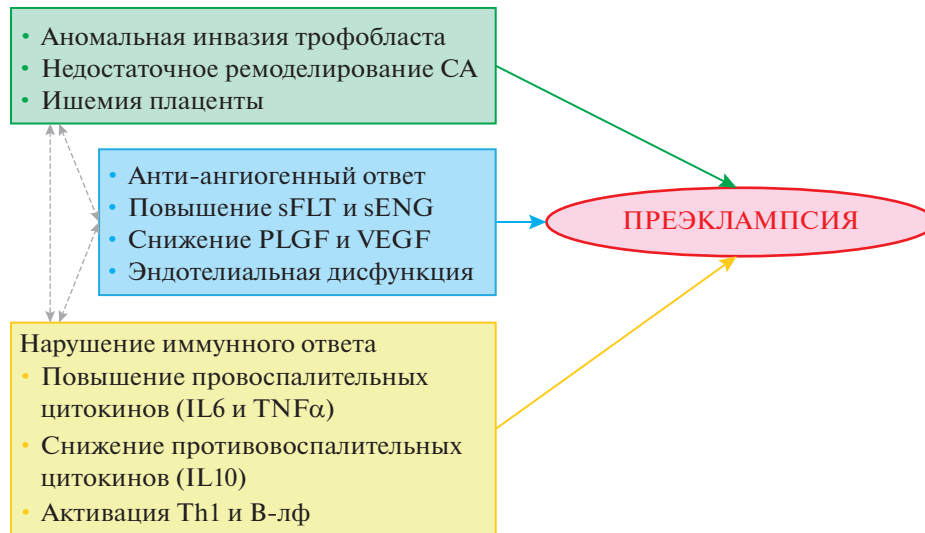 • Аномальная инвазия трофобласта
• Недостаточное ремоделирование СА
• Ишемия плаценты
• Анти-ангиогенный ответ
• Повышение sFLT и sENG
• Снижение PLGF и VEGF
• Эндотелиальная дисфункция
ПРЕЭКЛАМПСИЯ
Нарушение иммунного ответа
• Повышение провоспалительных
цитокинов (IL6 и TNFα)
• Снижение противовоспалительных
цитокинов (IL10)
• Активация Th1 и В-лф